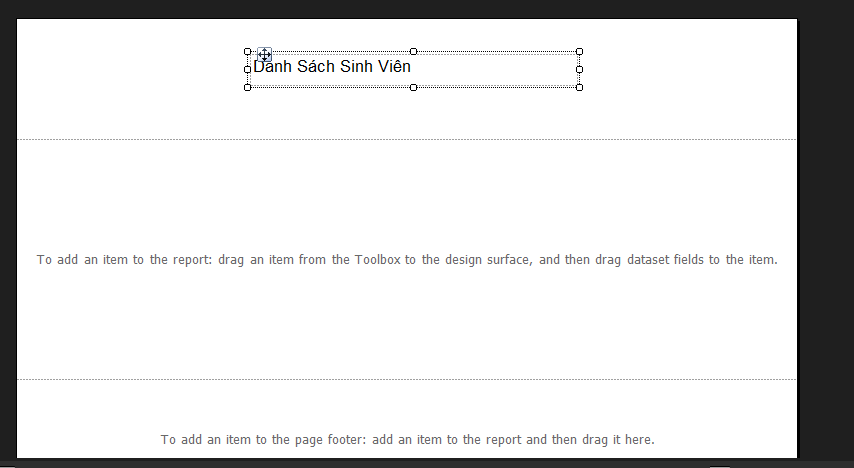 Danh Sách Sinh Viên
To add an item to the report: drag an item from the Toolbox to the design surface, and then drag dataset fields to the item.
To add an item to the page footer: add an item to the report and then drag it here.